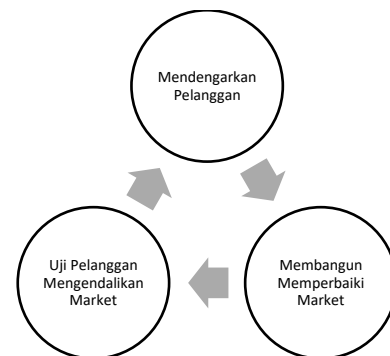 Mendengarkan
Pelanggan
Uji Pelanggan
Mengendalikan
Market
Membangun
Memperbaiki
Market